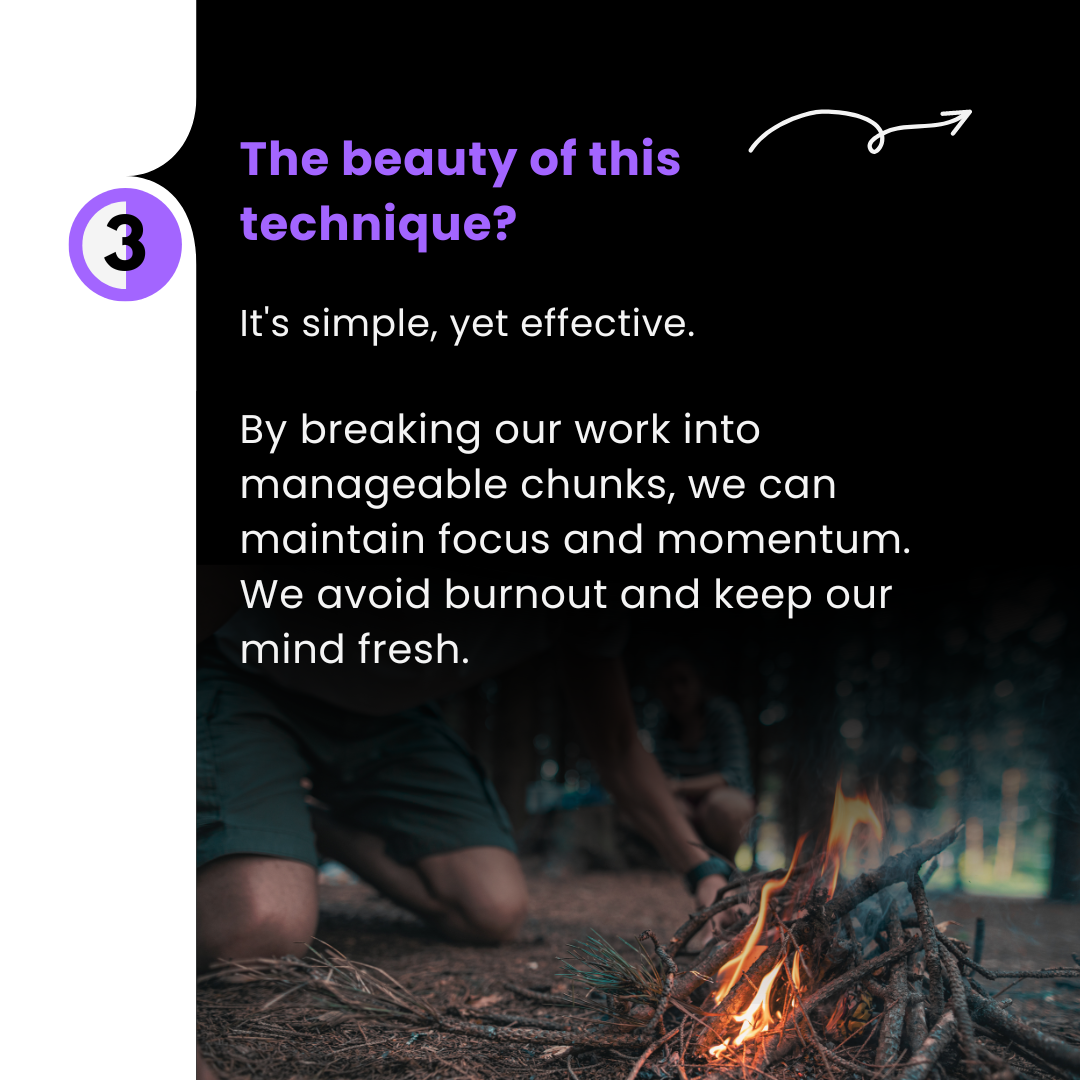 The beauty of this
technique?
3
It's simple, yet effective.
By breaking our work into
manageable chunks, we can
maintain focus and momentum.
We avoid burnout and keep our
mind fresh.